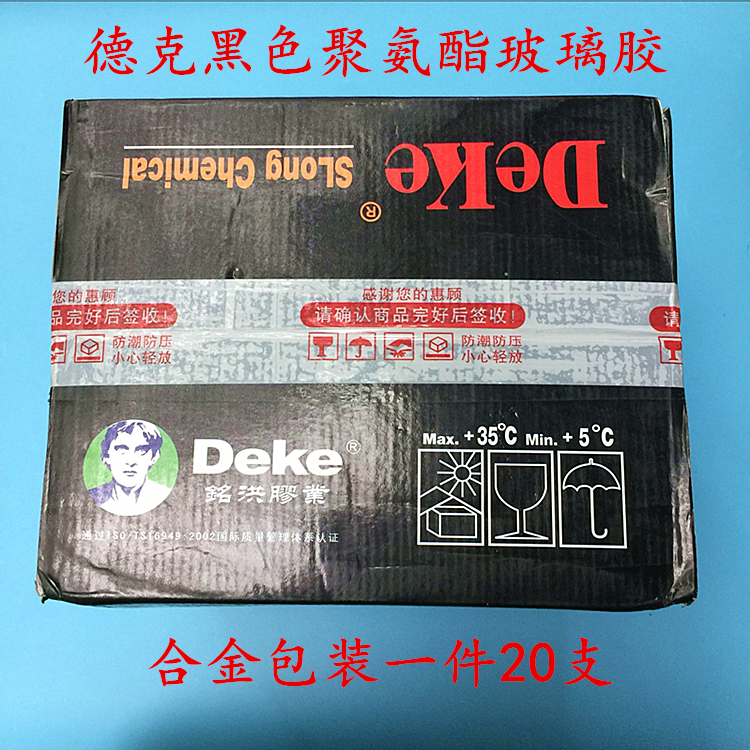 德克黑色聚氨酯玻璃胶
DeKe®
SLong Chemical
感谢您的惠顾
请确认商品完好后签收!
防潮防压
小心轻放
您的惠顾
品完好后签收!
防潮防压
小心轻放
请
Deke®
銘洪膠業
通过ISO/TS16949:2002国际质量管理体系认证
Max. +35°C Min. +5°C
合金包装一件20支